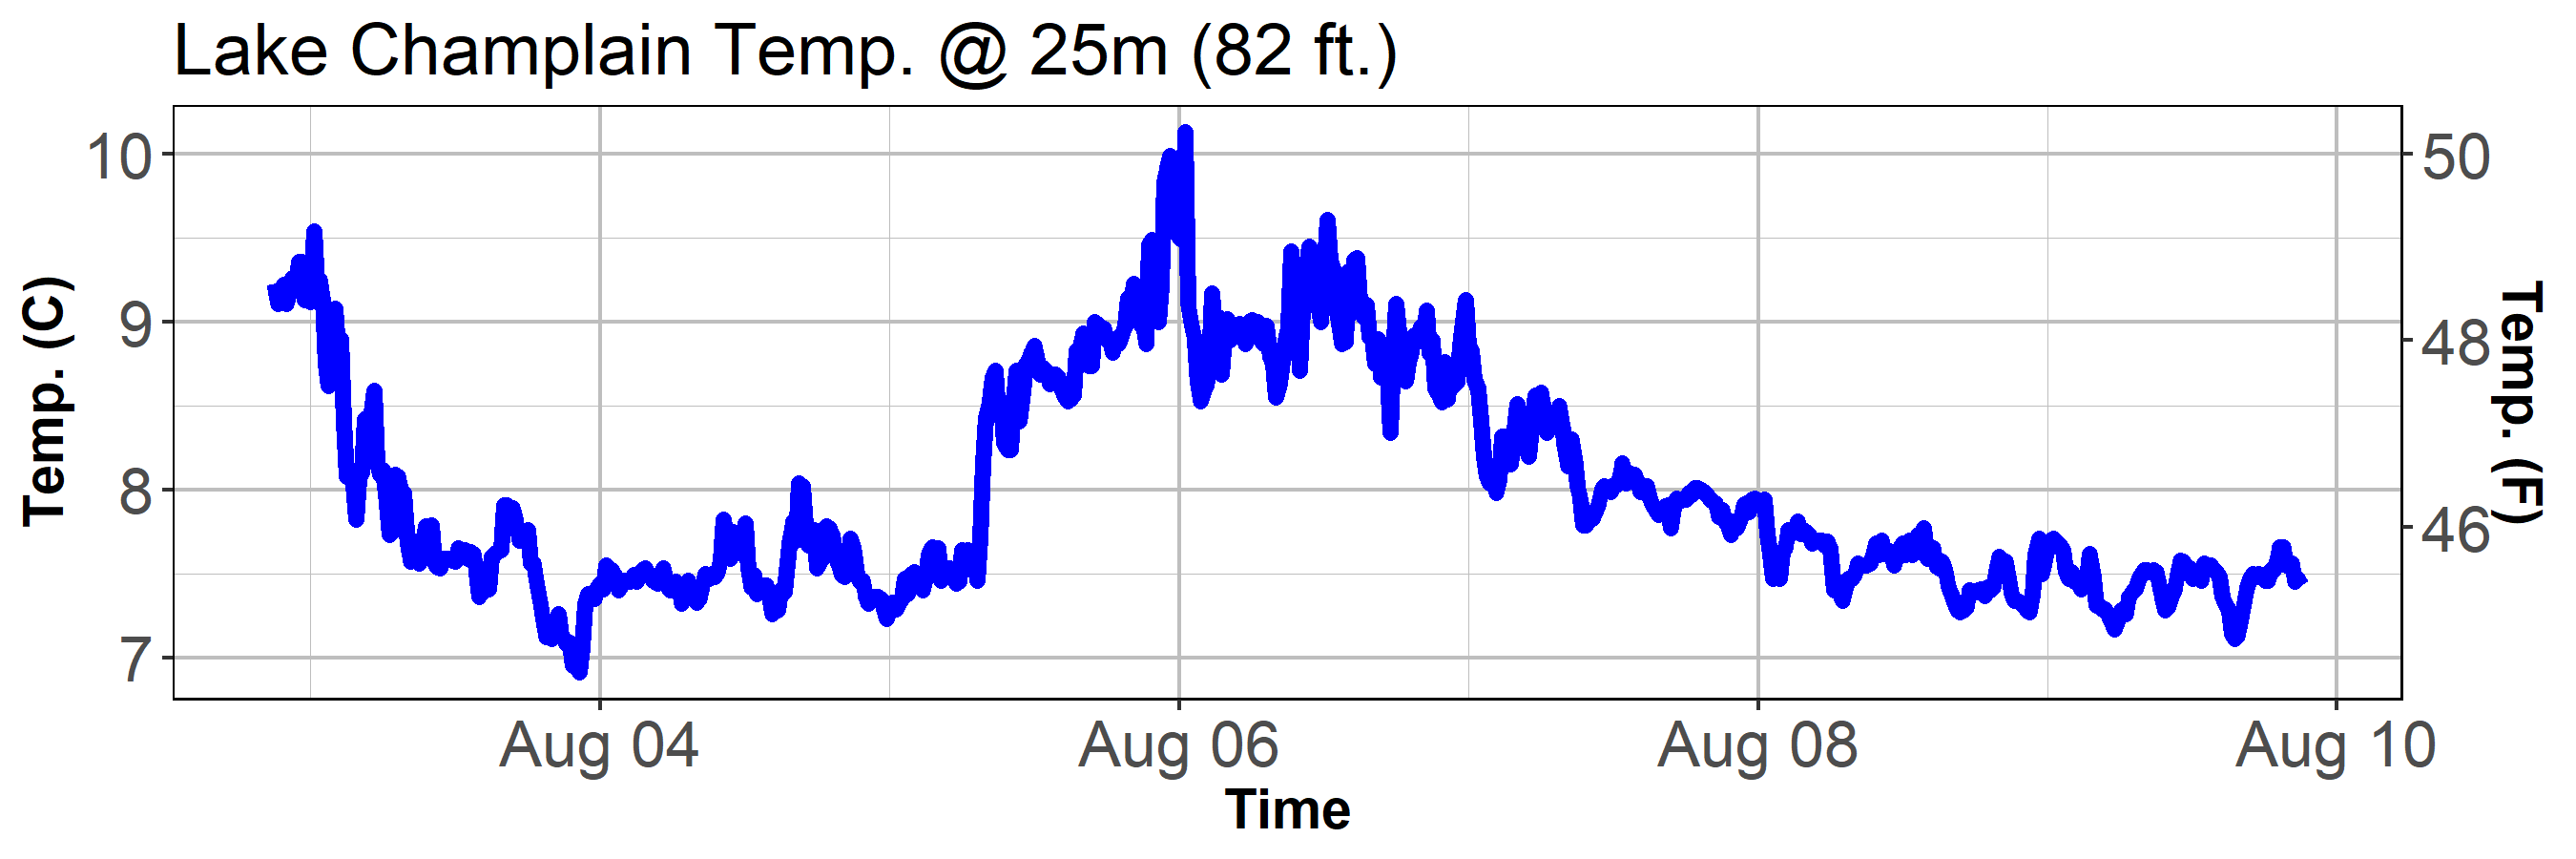 Lake Champlain Temp. @ 25m (82 ft.)
Temp. (C)
10
9
8
7
50
48
46
Temp. (F)
Aug 04 Aug 06 Aug 08 Aug 10
Time